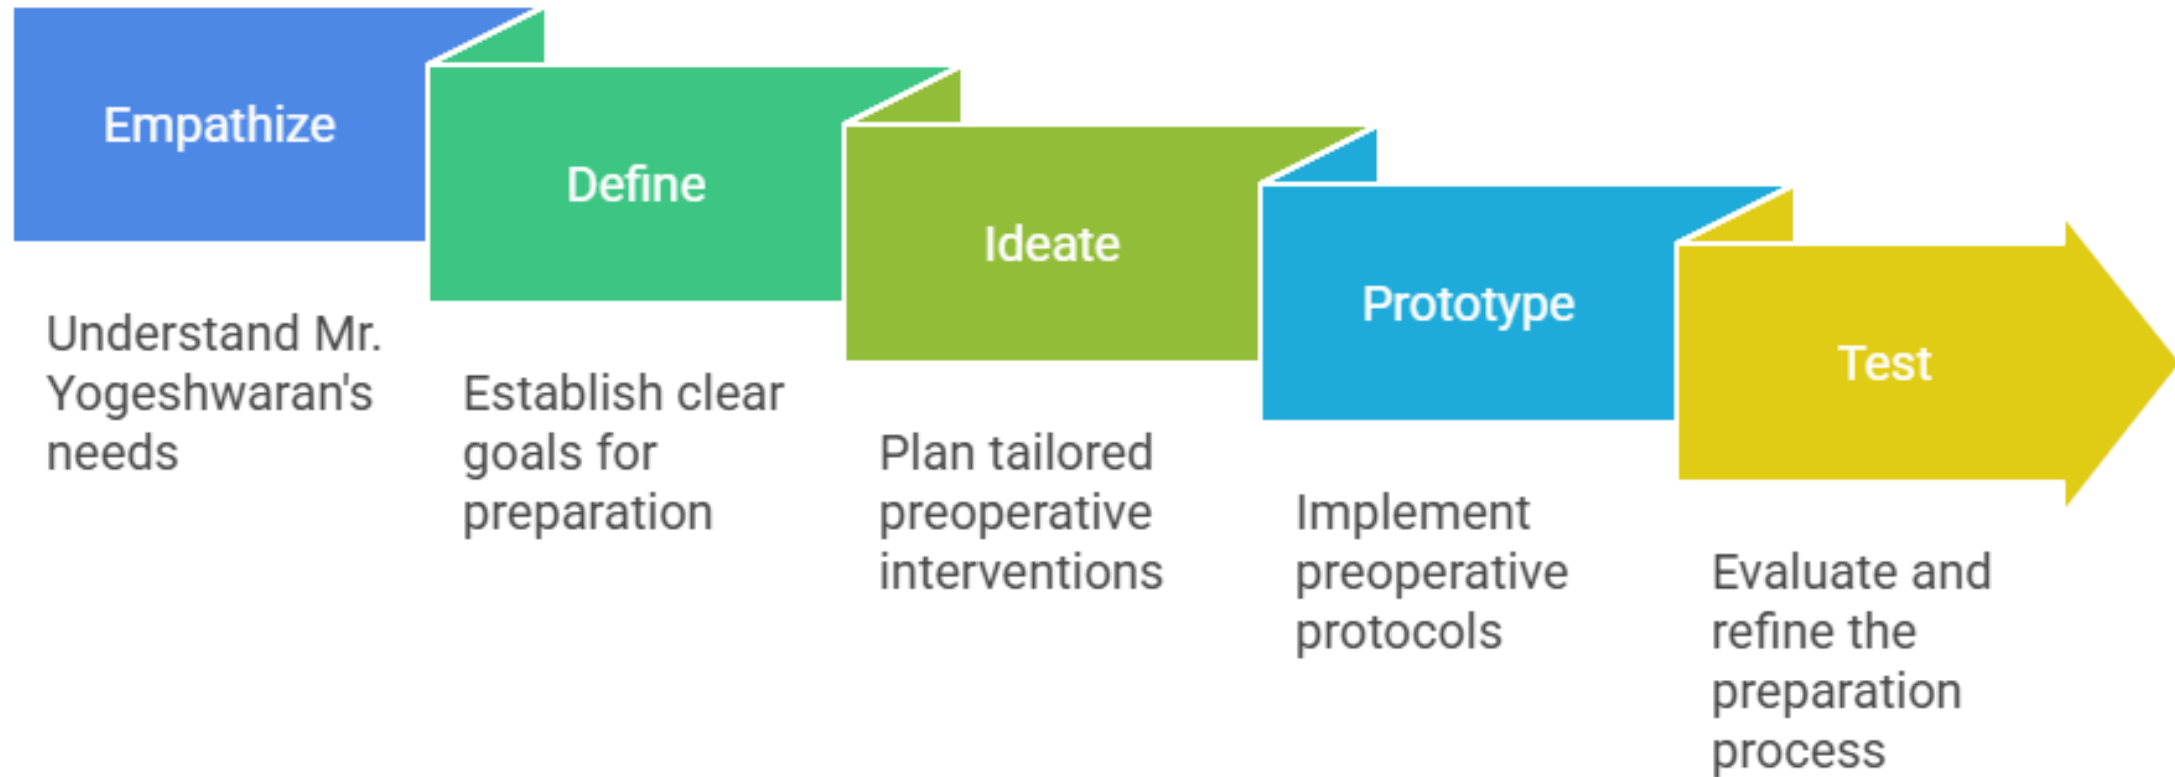 Empathize
Understand Mr.
Yogeshwaran's
needs
Define
Establish clear
goals for
preparation
Ideate
Plan tailored
preoperative
interventions
Prototype
Implement
preoperative
protocols
Test
Evaluate and
refine the
preparation
process